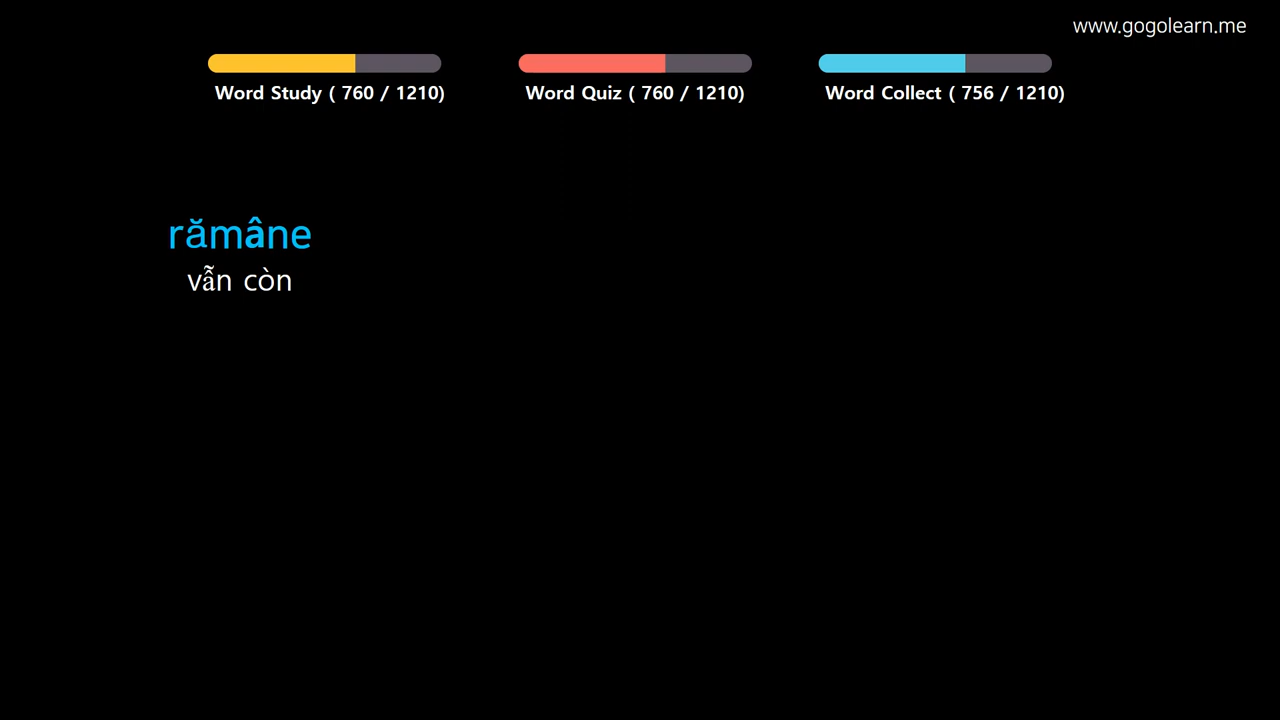 www.gogolearn.me
Word Study ( 760 / 1210)
Word Quiz ( 760 / 1210)
Word Collect ( 756 / 1210)
rămâne
vẫn còn